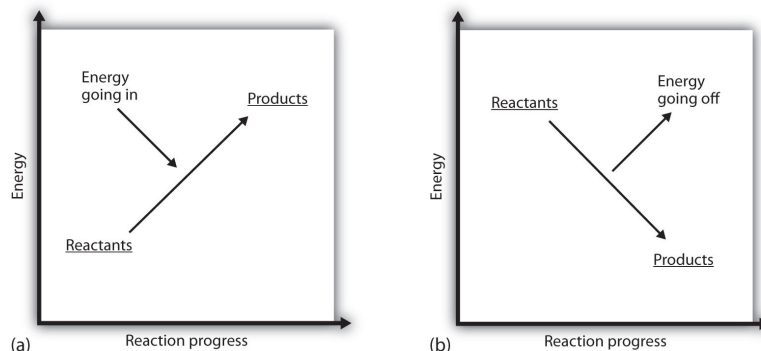 Energy
going in
Products
Reactants
Energy
Reaction progress
(a)
Reactants
Energy
going off
Products
Energy
Reaction progress
(b)